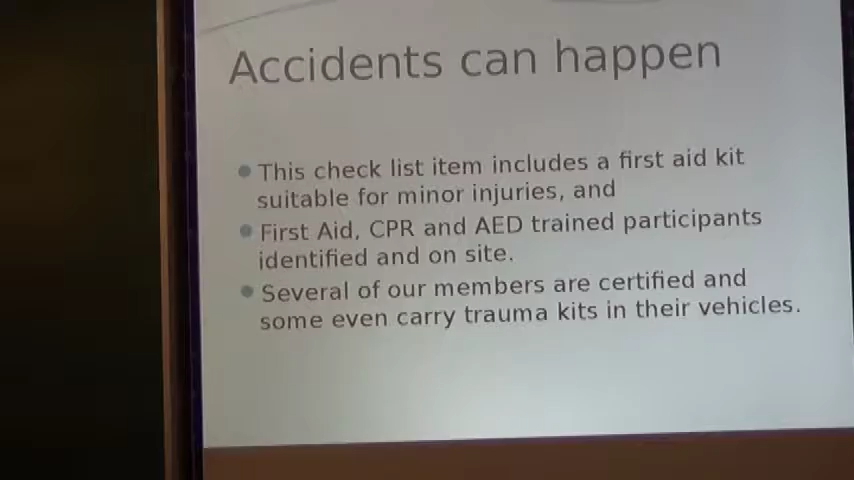 Accidents can happen
This check list item includes a first aid kit
suitable for minor injuries, and
First Aid, CPR and AED trained participants
identified and on site.
Several of our members are certified and
some even carry trauma kits in their vehicles.